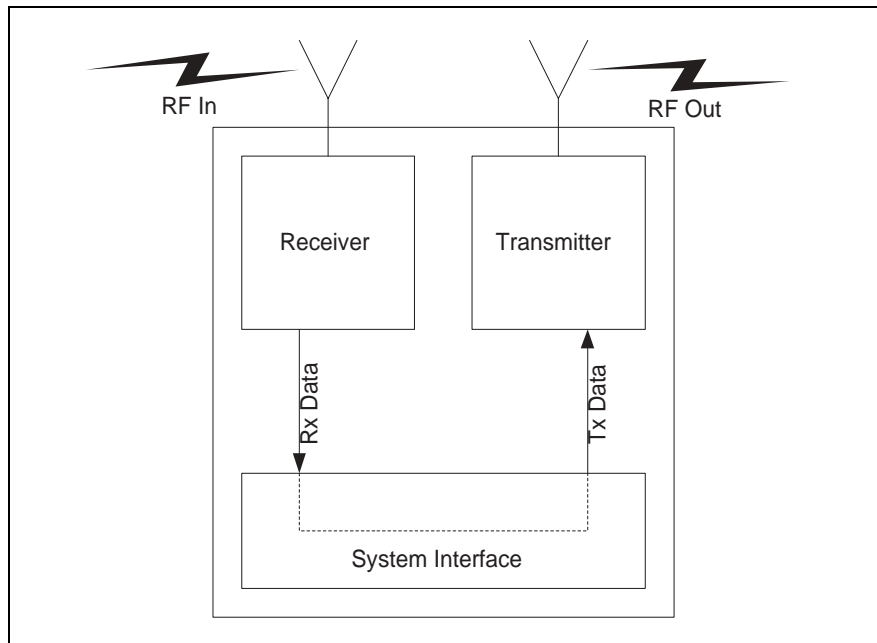 RF In
RF Out
Receiver
Transmitter
Rx Data
Tx Data
System Interface